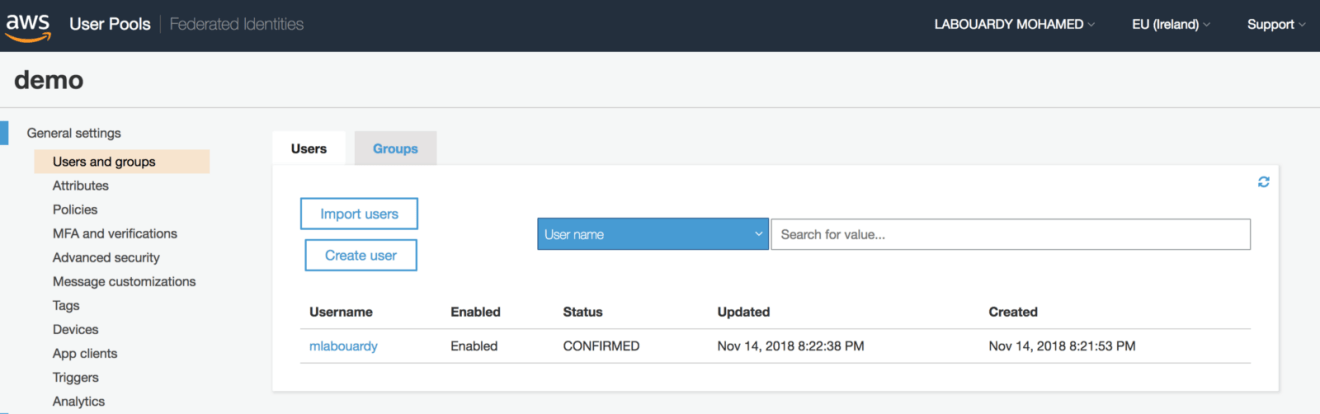 aws User Pools Federated Identities LABOUARDY MOHAMED EU (Ireland) Support
demo
General settings
Users and groups
Attributes
Policies
MFA and verifications
Advanced security
Message customizations
Tags
Devices
App clients
Triggers
Analytics
Users Groups
Import users
Create user
User name Search for value...
Username Enabled Status Updated Created
mlabouardy Enabled CONFIRMED Nov 14, 2018 8:22:38 PM Nov 14, 2018 8:21:53 PM